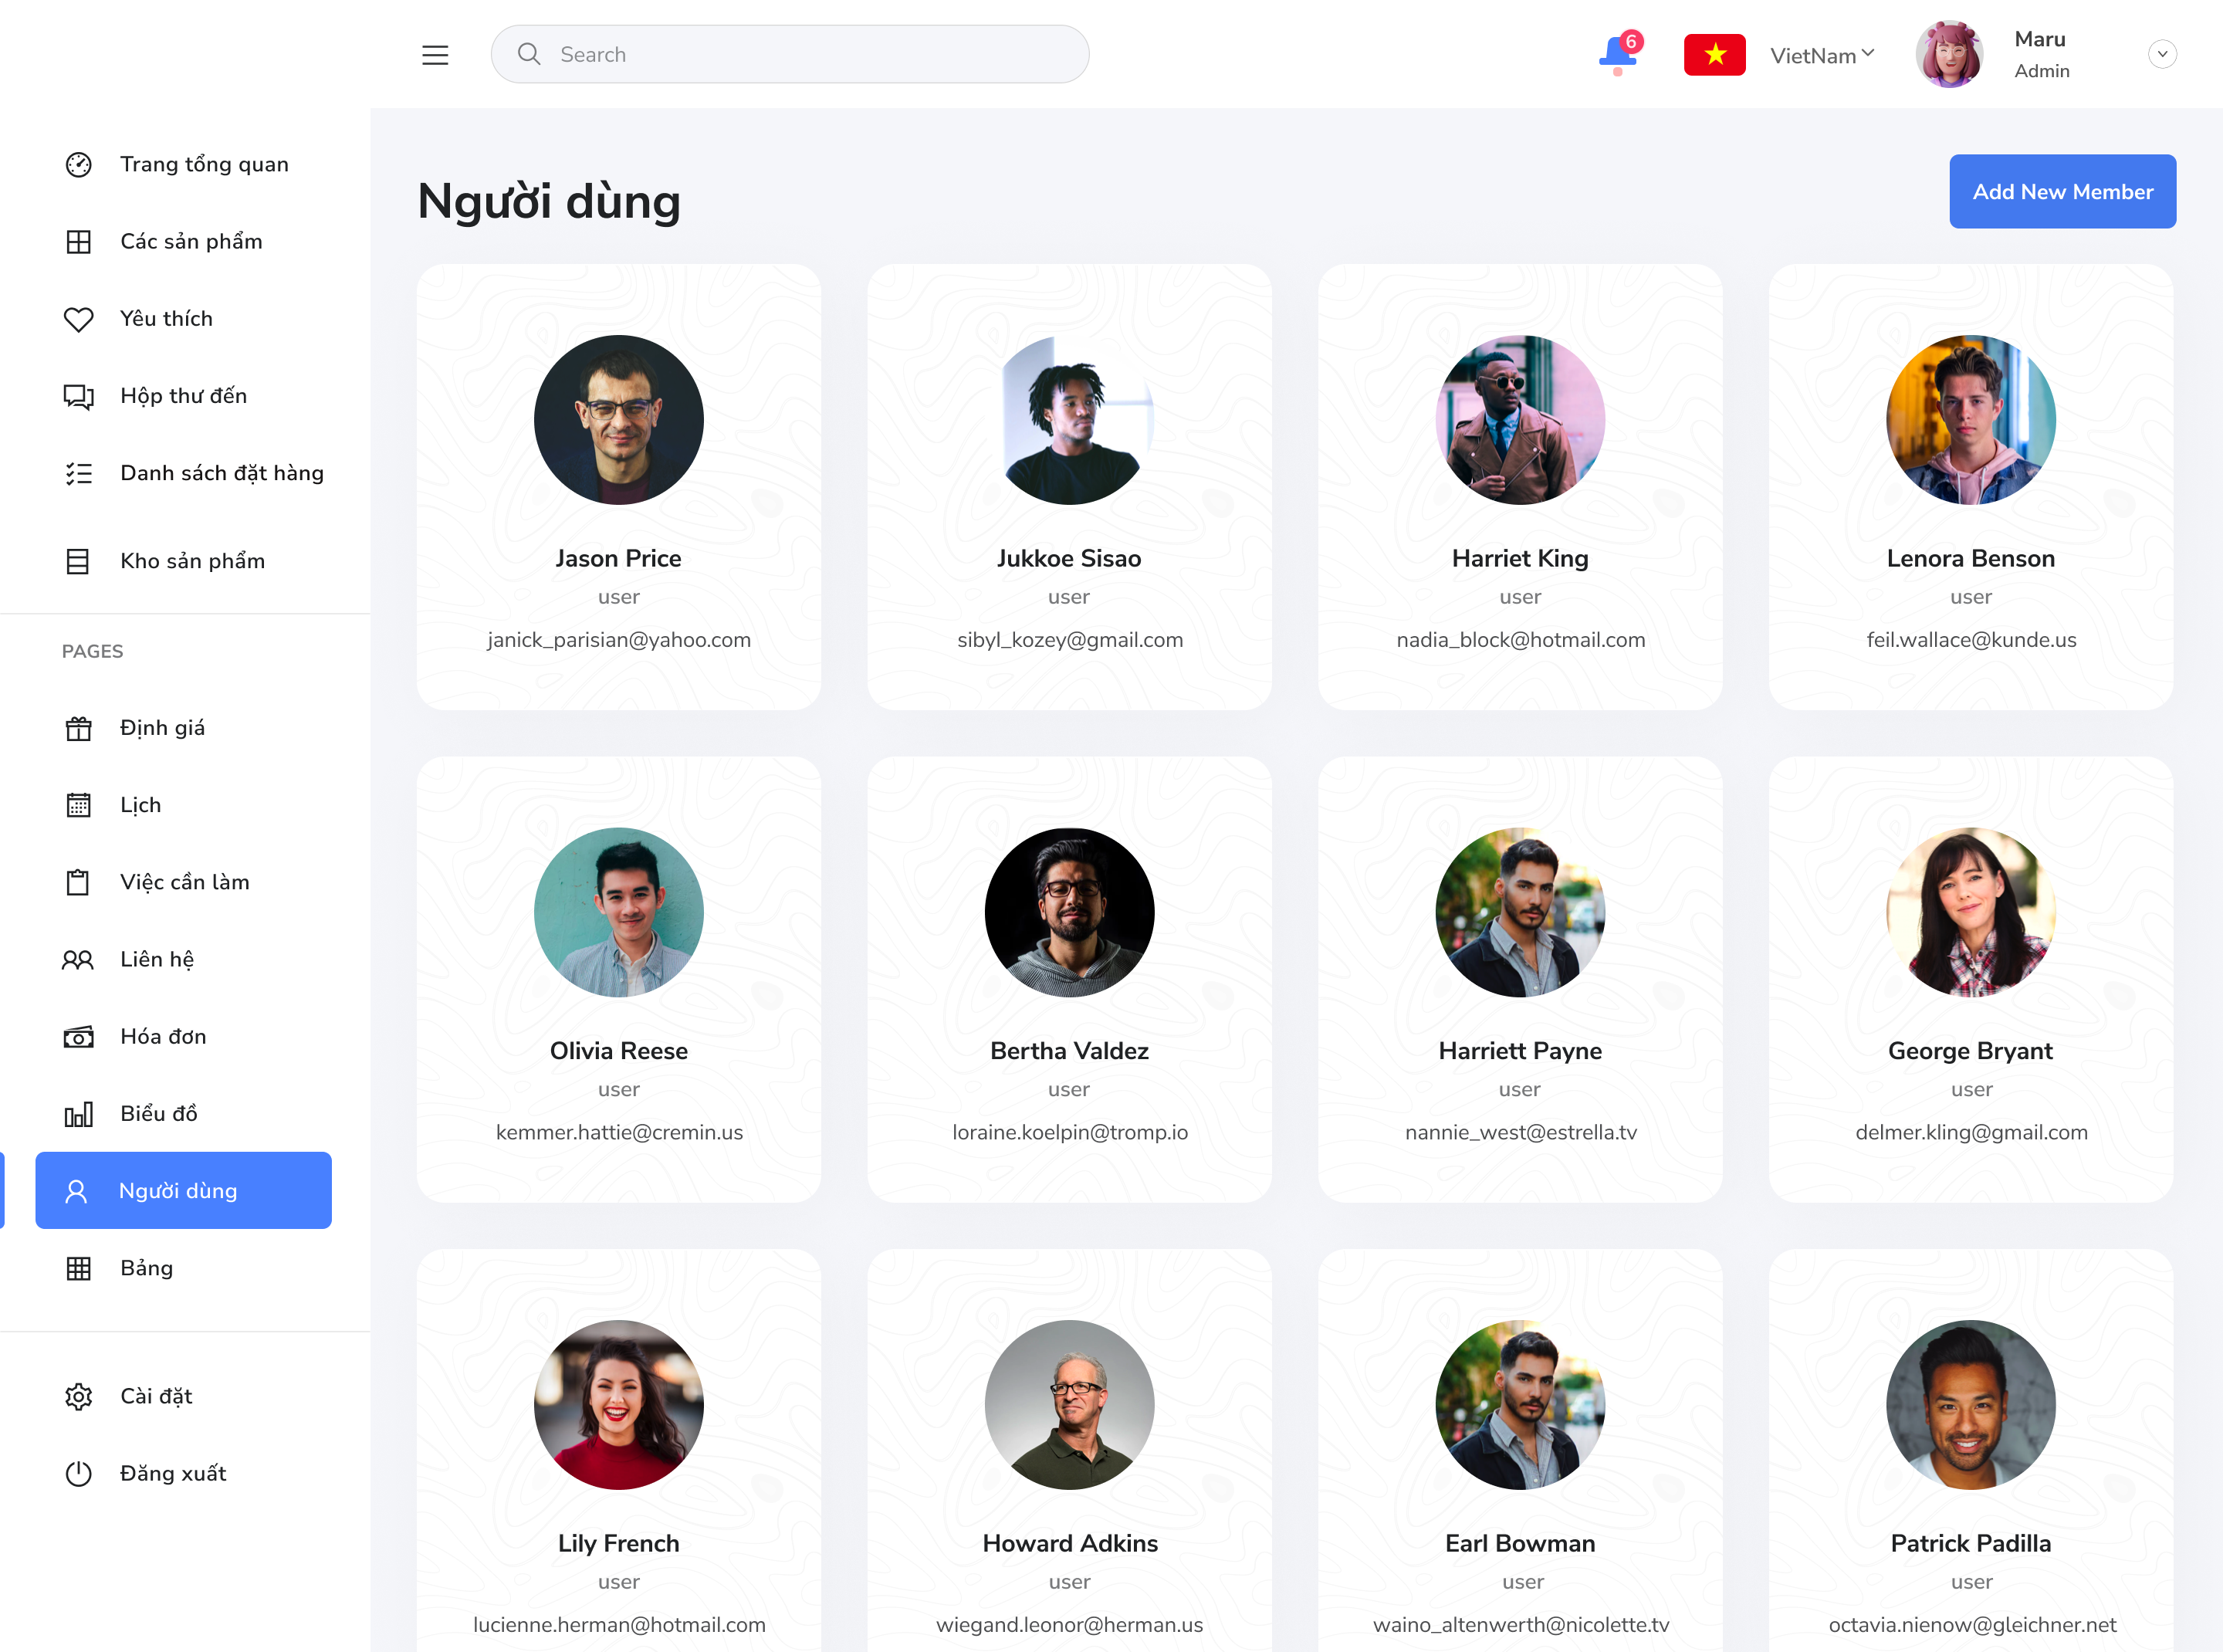 Search
6
VietNam
Maru
Admin
Trang tổng quan
Các sản phẩm
Yêu thích
Hộp thư đến
Danh sách đặt hàng
Kho sản phẩm
PAGES
Định giá
Lịch
Việc cần làm
Liên hệ
Hóa đơn
Biểu đồ
Người dùng
Bảng
Cài đặt
Đăng xuất
Người dùng
Add New Member
Jason Price
user
janick_parisian@yahoo.com
Jukkoe Sisao
user
sibyl_kozey@gmail.com
Harriet King
user
nadia_block@hotmail.com
Lenora Benson
user
feil.wallace@kunde.us
Olivia Reese
user
kemmer.hattie@cremin.us
Bertha Valdez
user
loraine.koelpin@tromp.io
Harriett Payne
user
nannie_west@estrella.tv
George Bryant
user
delmer.kling@gmail.com
Lily French
user
lucienne.herman@hotmail.com
Howard Adkins
user
wiegand.leonor@herman.us
Earl Bowman
user
waino_altenwerth@nicolette.tv
Patrick Padilla
user
octavia.nienow@gleichner.net